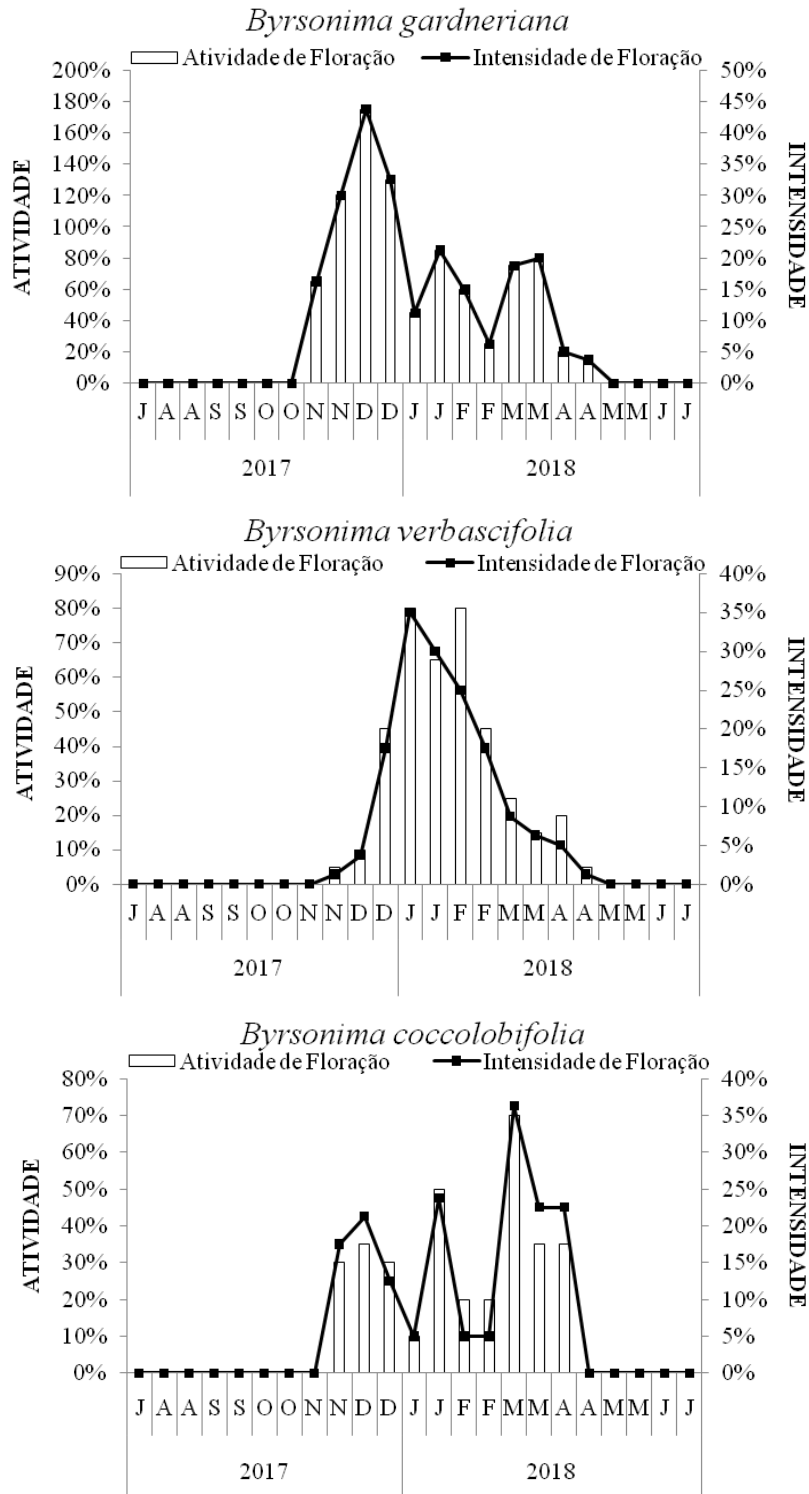 Byrsonima gardneriana
Atividade de Floração Intensidade de Floração
200% 50%
180% 45%
160% 40%
140% 35%
120% 30%
100% 25%
80% 20%
60% 15%
40% 10%
20% 5%
0% 0%
ATIVIDADE
INTENSIDADE
J A A S S O O N N D D J J F F M M A A M M J J
2017 2018
Byrsonima verbascifolia
Atividade de Floração Intensidade de Floração
90% 40%
80% 35%
70% 30%
60% 25%
50% 20%
40% 15%
30% 10%
20% 5%
10% 0%
0%
ATIVIDADE
INTENSIDADE
J A A S S O O N N D D J J F F M M A A M M J J
2017 2018
Byrsonima coccolobifolia
Atividade de Floração Intensidade de Floração
80% 40%
70% 35%
60% 30%
50% 25%
40% 20%
30% 15%
20% 10%
10% 5%
0% 0%
ATIVIDADE
INTENSIDADE
J A A S S O O N N D D J J F F M M A A M M J J
2017 2018